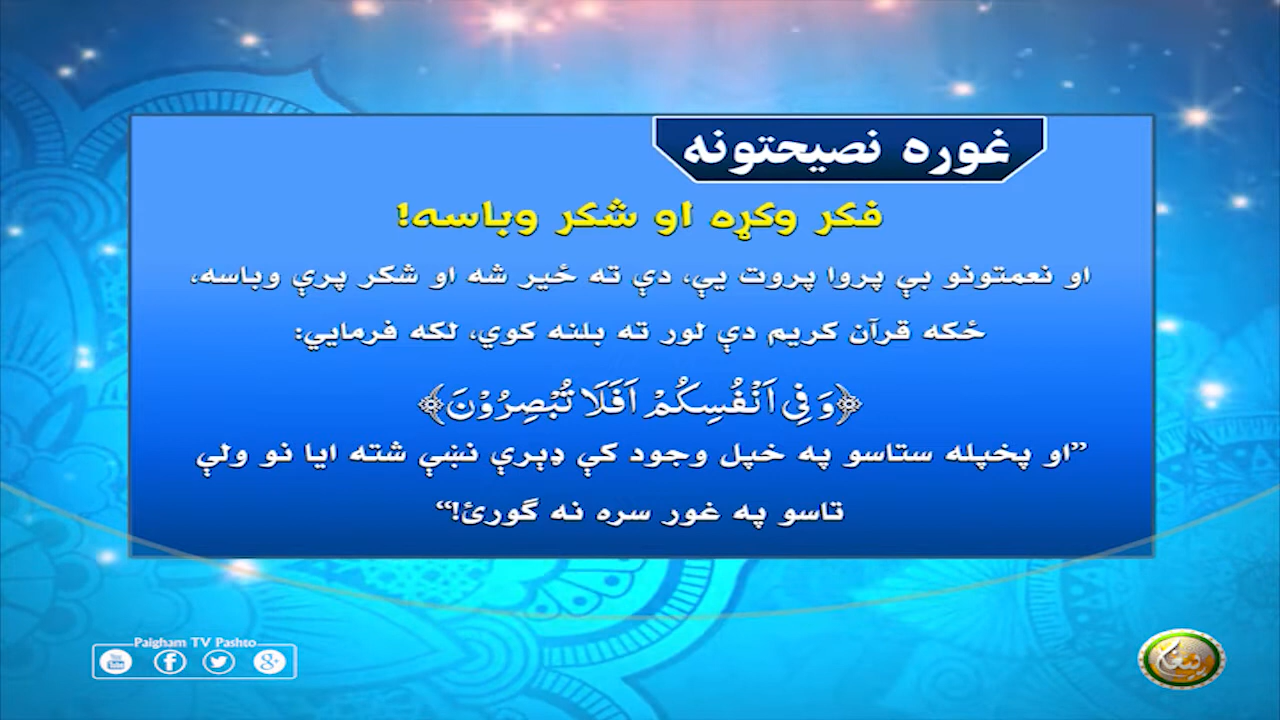 غوره نصيحتونه
فکر وکړه او شکر وباسه!
او نعمتونو بې پروا پروت يې، دې ته ځير شه او شکر پرې وباسه،
ځکه قرآن کريم دې لور ته بلنه کوي، لکه فرمايي:
﴿وَ فِىٓ اَنْفُسِكُمْ اَفَلَا تُبْصِرُوْنَ﴾
”او پخپله ستاسو په خپل وجود کې ډېرې نښې شته ايا نو ولې
تاسو په غور سره نه ګورئ!“
Paigham TV Pashto